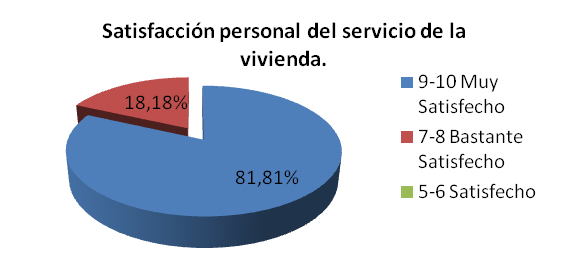 Satisfacción personal del servicio de la
vivienda.
18,18%
81,81%
9-10 Muy
Satisfecho
7-8 Bastante
Satisfecho
5-6 Satisfecho